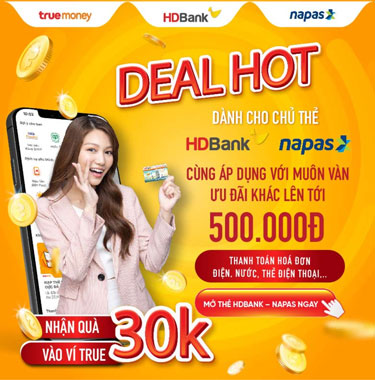 truemoney HDBank napas
DEAL HOT
DÀNH CHO CHỦ THẺ
HDBank napas
CÙNG ÁP DỤNG VỚI MUÔN VÀN
ƯU ĐÃI KHÁC LÊN TỚI
500.000Đ
THANH TOÁN HOÁ ĐƠN
ĐIỆN, NƯỚC, THẺ ĐIỆN THOẠI...
MỞ THẺ HDBANK – NAPAS NGAY
NHẬN QUÀ
VÀO VÍ TRUE
30k